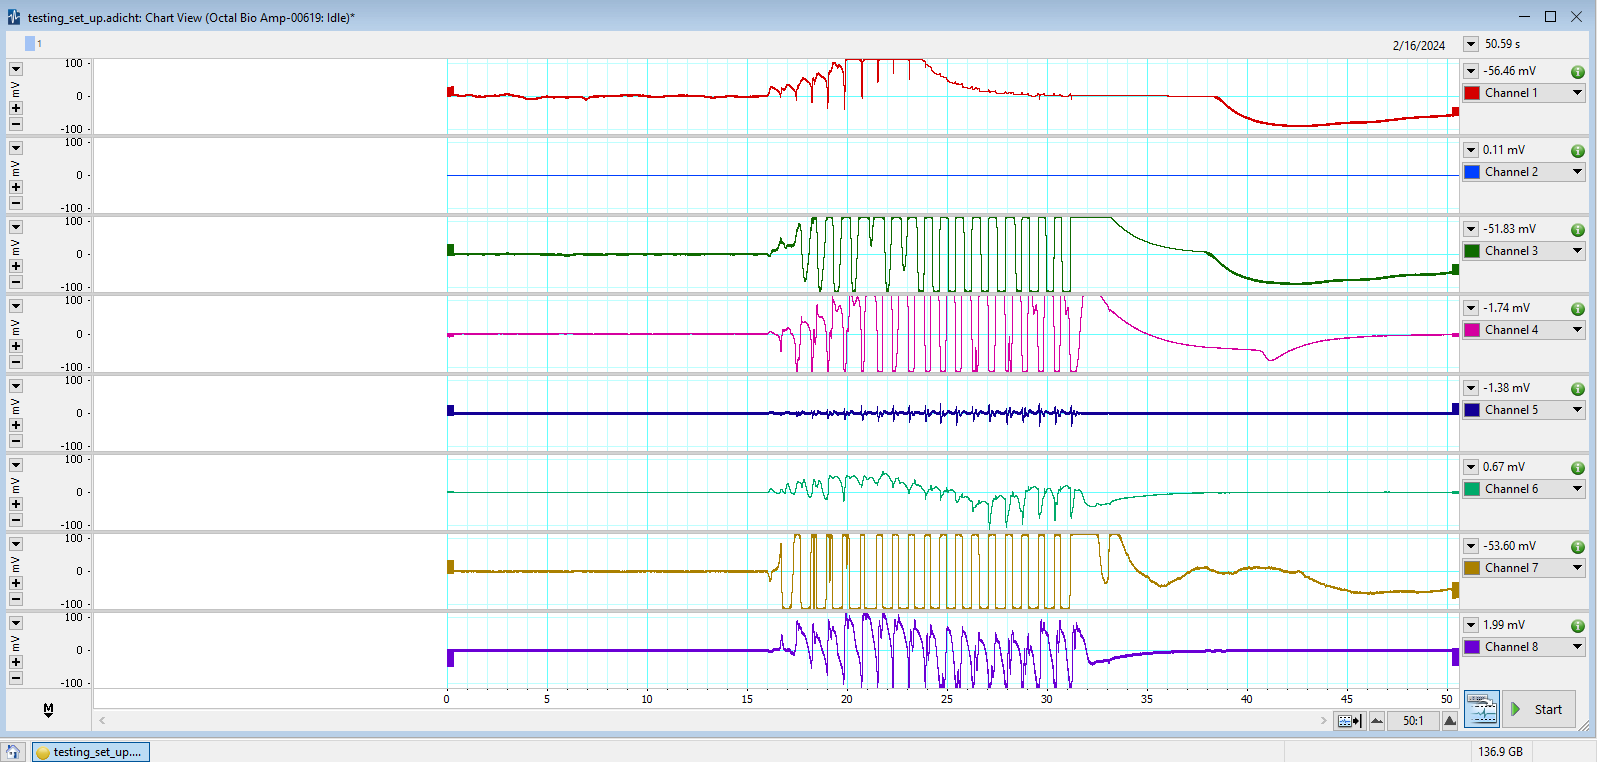 testing_set_up.adicht: Chart View (Octal Bio Amp-00619: Idle)*
1
2/16/2024
50.59 s
100
mV
0
-100
-56.46 mV
Channel 1
100
mV
0
-100
0.11 mV
Channel 2
100
mV
0
-100
-51.83 mV
Channel 3
100
mV
0
-100
-1.74 mV
Channel 4
100
mV
0
-100
-1.38 mV
Channel 5
100
mV
0
-100
0.67 mV
Channel 6
100
mV
0
-100
-53.60 mV
Channel 7
100
mV
0
-100
1.99 mV
Channel 8
0 5 10 15 20 25 30 35 40 45 50
M
50:1
Start
testing_set_up....
136.9 GB